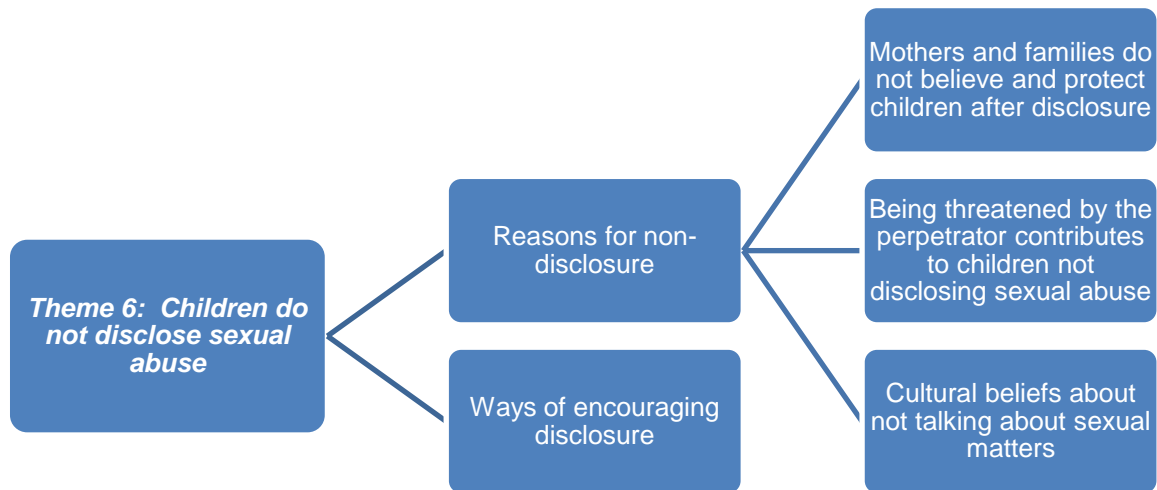 Theme 6: Children do
not disclose sexual
abuse
Reasons for non-
disclosure
Ways of encouraging
disclosure
Mothers and families do
not believe and protect
children after disclosure
Being threatened by the
perpetrator contributes
to children not
disclosing sexual abuse
Cultural beliefs about
not talking about sexual
matters